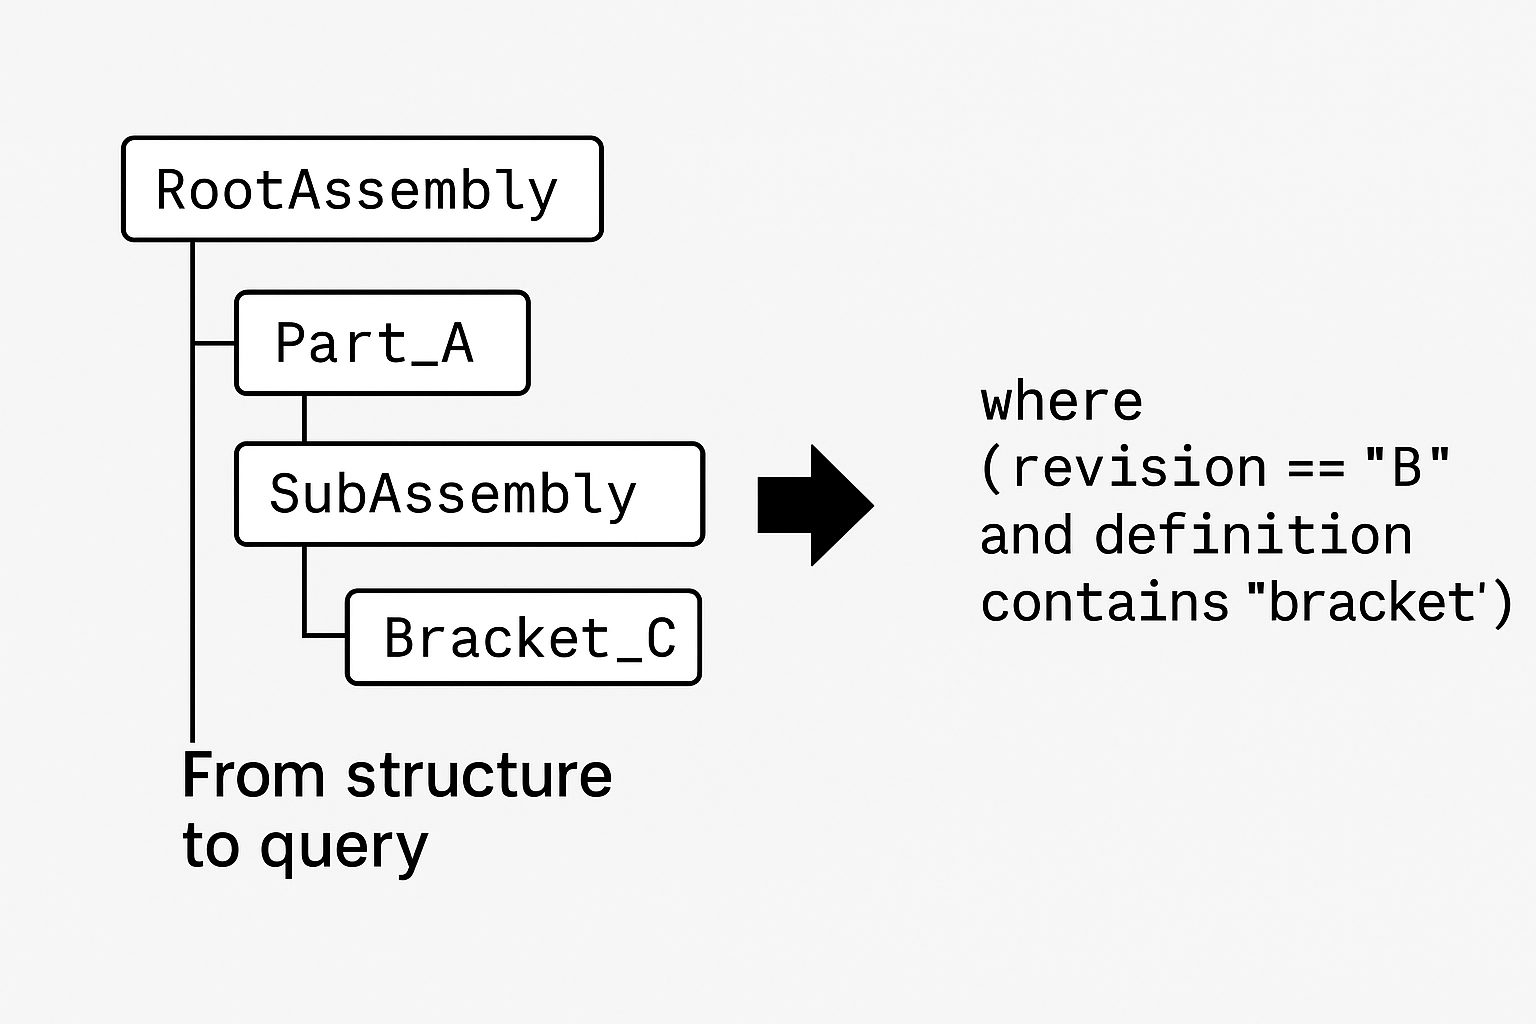 RootAssembly
Part_A
SubAssembly
Bracket_C
From structure
to query
where
(revision == "B"
and definition
contains "bracket')